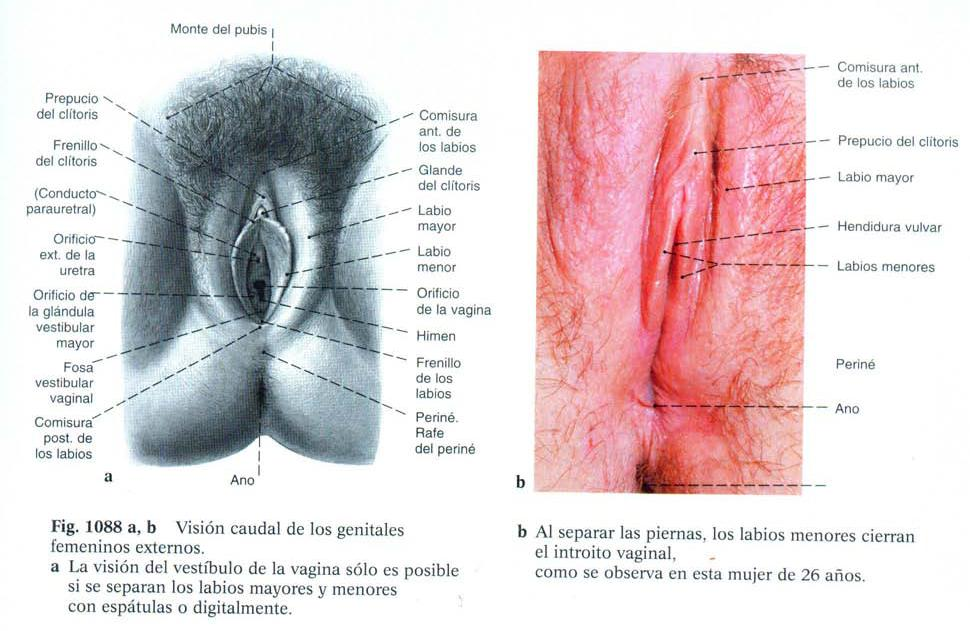 Monte del pubis
Prepucio
del clítoris
Frenillo
del clítoris
(Conducto
parauretral)
Orificio
ext. de la
uretra
Orificio de
la glándula
vestibular
mayor
Fosa
vestibular
vaginal
Comisura
post. de
los labios
Comisura
ant. de
los labios
Glande
del clítoris
Labio
mayor
Labio
menor
Orificio
de la vagina
Himen
Frenillo
de los
labios
Periné.
Rafe
del periné
Ano
a
Comisura ant.
de los labios
Prepucio del clítoris
Labio mayor
Hendidura vulvar
Labios menores
Periné
Ano
b
Fig. 1088 a, b Visión caudal de los genitales
femeninos externos.
a La visión del vestíbulo de la vagina sólo es posible
si se separan los labios mayores y menores
con espátulas o digitalmente.
b Al separar las piernas, los labios menores cierran
el introito vaginal,
como se observa en esta mujer de 26 años.